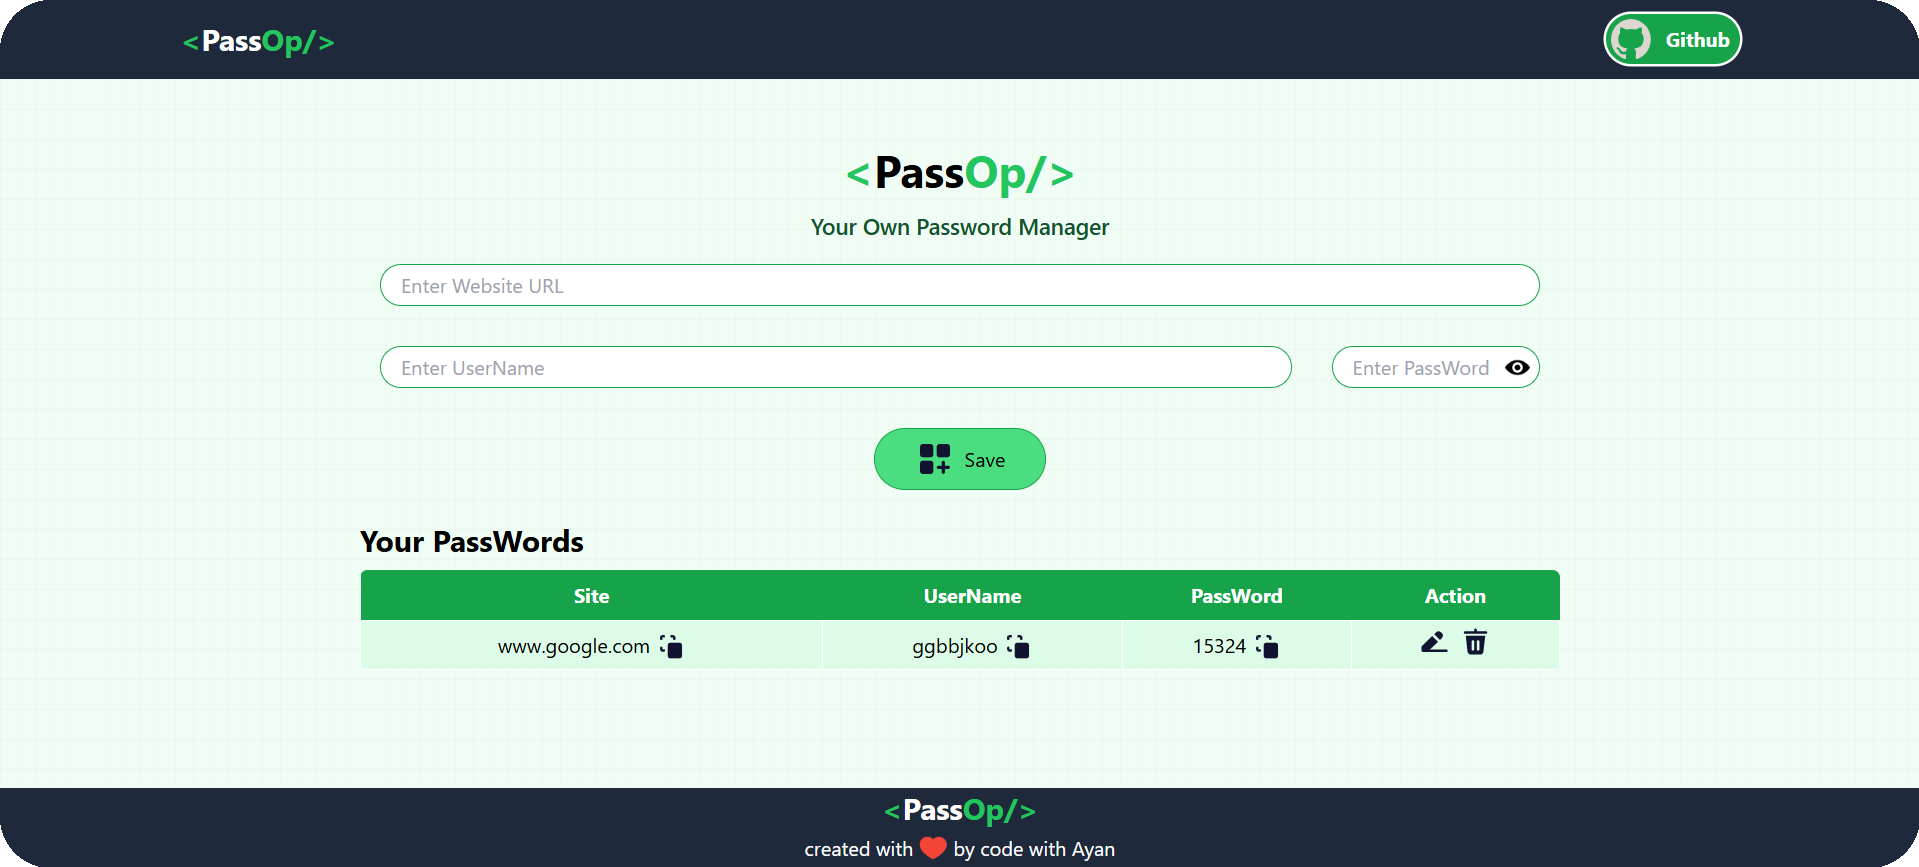 <PassOp/>
Github
<PassOp/>
Your Own Password Manager
Enter Website URL
Enter UserName
Enter PassWord
Save
Your PassWords
Site UserName PassWord Action
www.google.com ggbbjkoo 15324
<PassOp/>
created with by code with Ayan